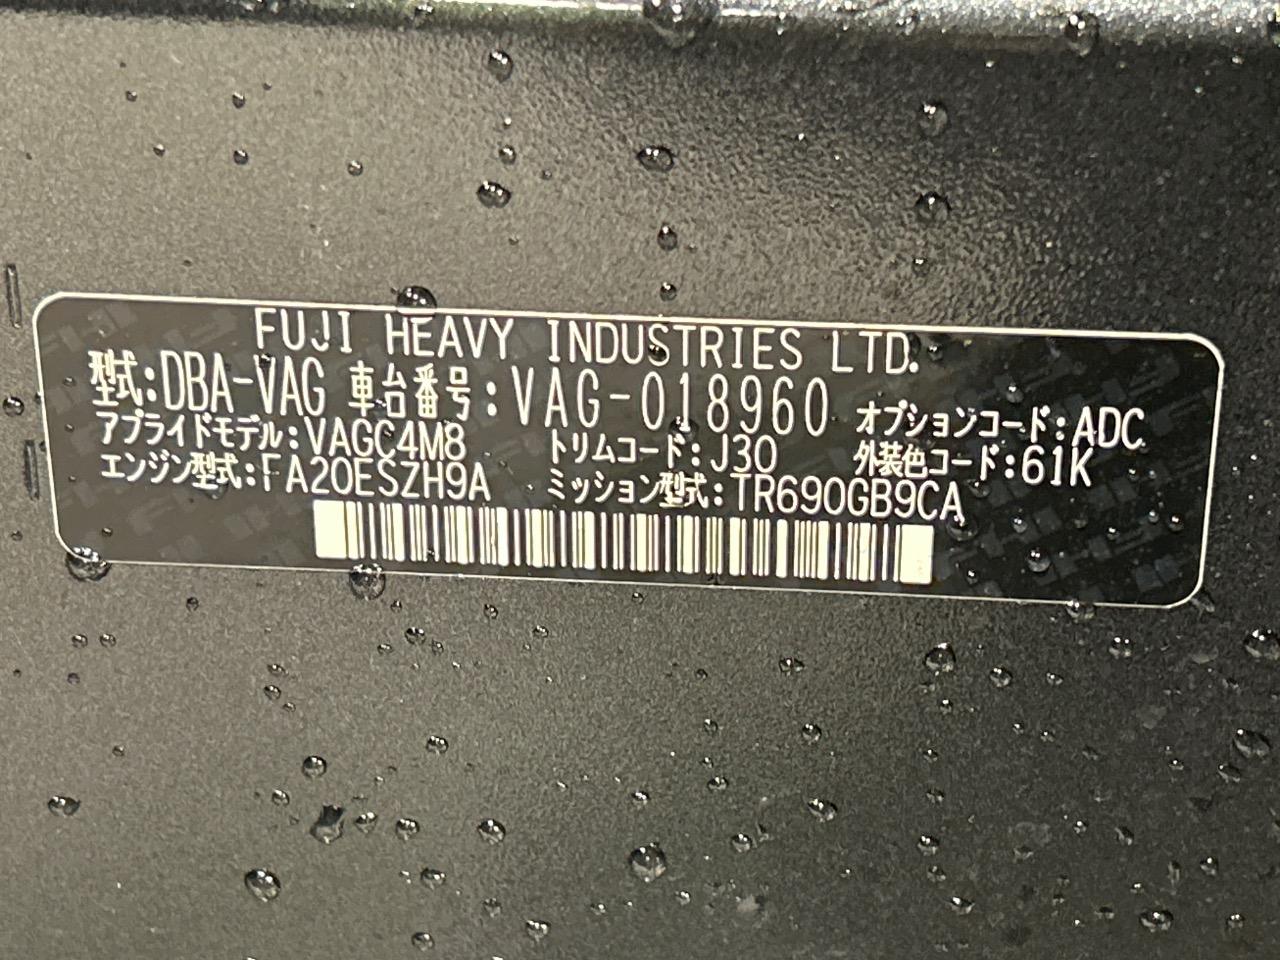 FUJI HEAVY INDUSTRIES LTD.
型式:DBA-VAG 車台番号:VAG-018960 オプションコード:ADC
アプライドモデル:VAGC4M8 トリムコード:J30 外装色コード:61K
エンジン型式:FA20ESZH9A ミッション型式:TR690GB9CA